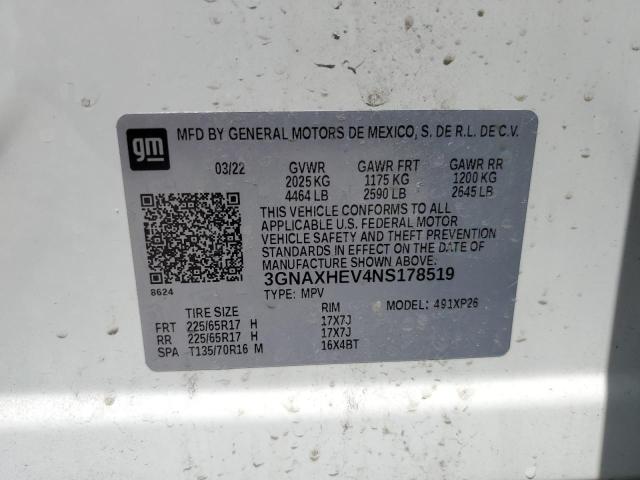 gm
MFD BY GENERAL MOTORS DE MEXICO, S. DE R.L. DE C.V.
03/22 GVWR GAWR FRT GAWR RR
2025 KG 1175 KG 1200 KG
4464 LB 2590 LB 2645 LB
THIS VEHICLE CONFORMS TO ALL
APPLICABLE U.S. FEDERAL MOTOR
VEHICLE SAFETY AND THEFT PREVENTION
STANDARDS IN EFFECT ON THE DATE OF
MANUFACTURE SHOWN ABOVE.
3GNAXHEV4NS178519
8624
TYPE: MPV
TIRE SIZE RIM MODEL: 491XP26
FRT 225/65R17 H 17X7J
RR 225/65R17 H 17X7J
SPA T135/70R16 M 16X4BT